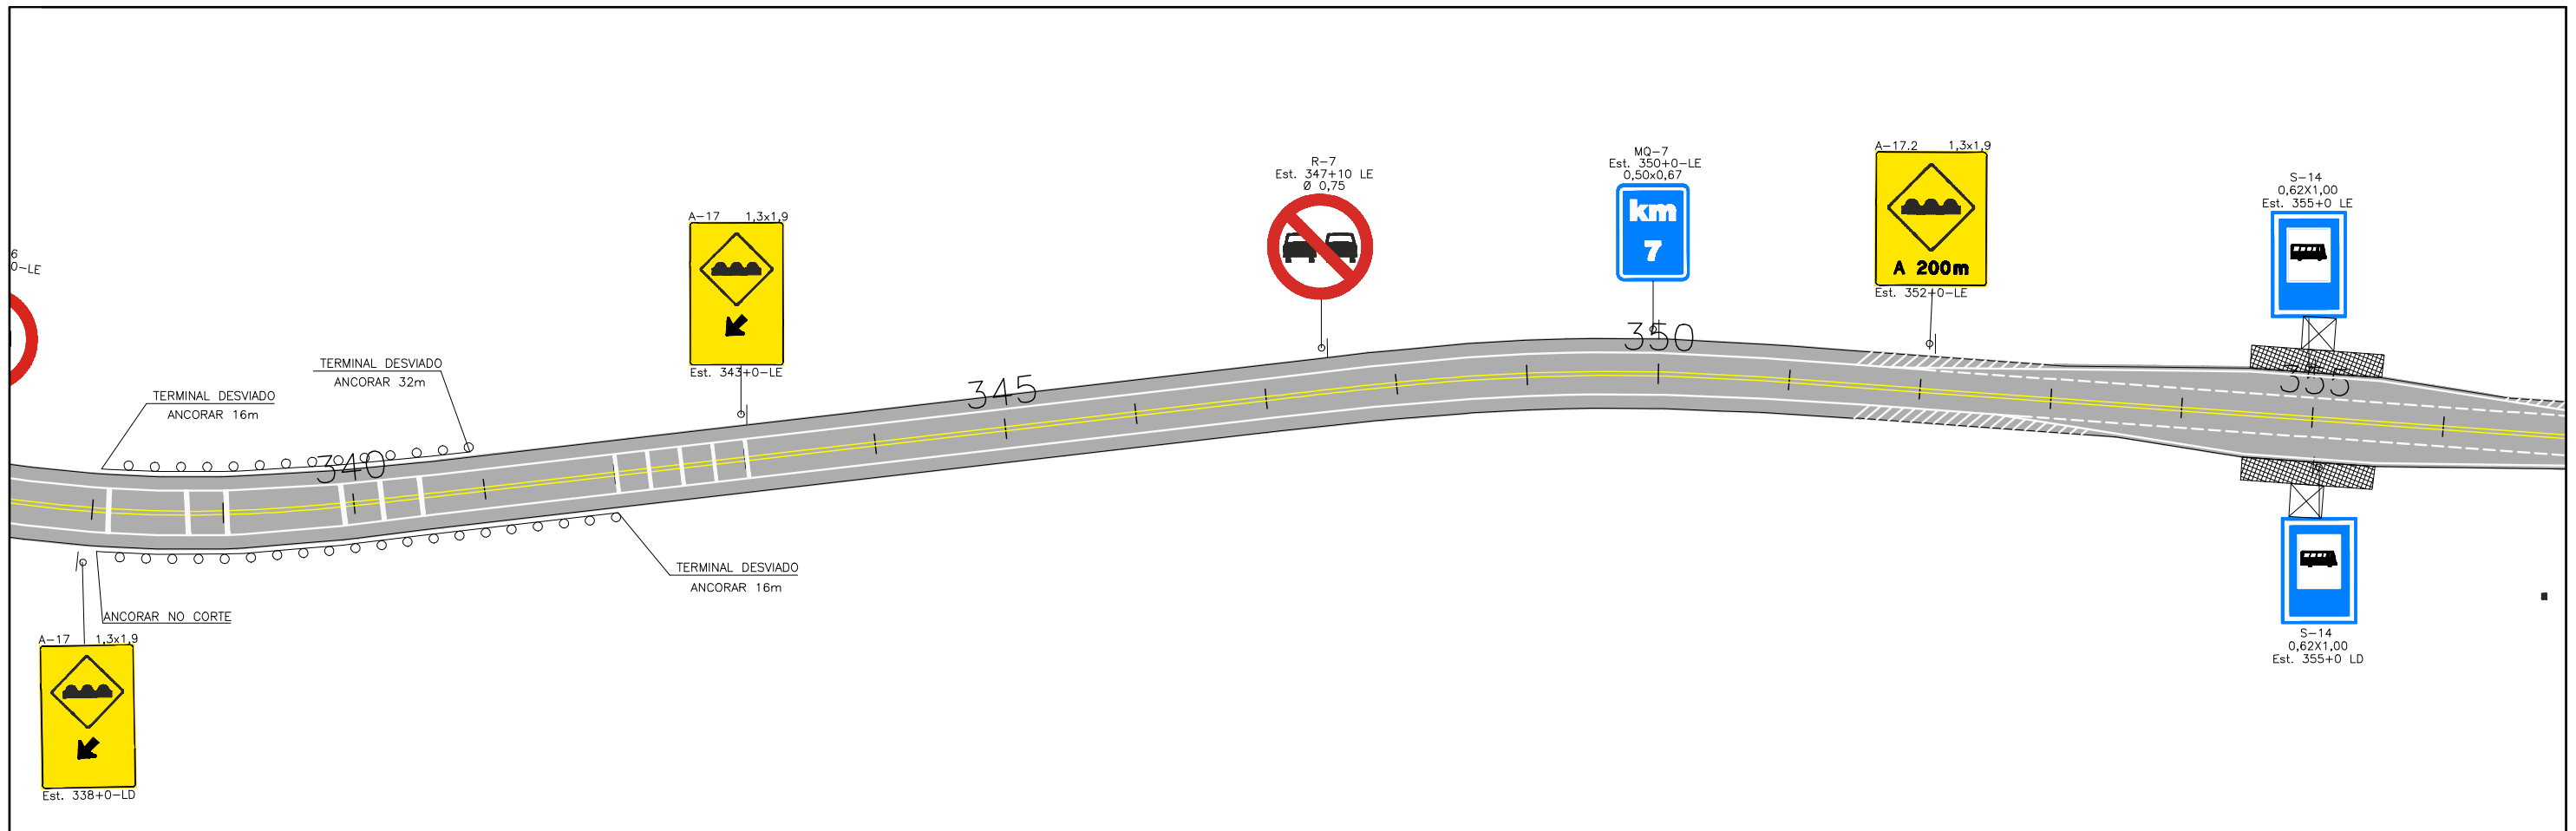 6
0-LE
TERMINAL DESVIADO
ANCORAR 16m
TERMINAL DESVIADO
ANCORAR 32m
340
ANCORAR NO CORTE
A-17 1,3x1,9
Est. 338+0-LD
TERMINAL DESVIADO
ANCORAR 16m
A-17 1,3x1,9
Est. 343+0-LE
345
R-7
Est. 347+10 LE
Ø 0,75
MQ-7
Est. 350+0-LE
0,50x0,67
km
7
350
A-17.2 1,3x1,9
A 200m
Est. 352+0-LE
S-14
0,62X1,00
Est. 355+0 LE
355
S-14
0,62X1,00
Est. 355+0 LD